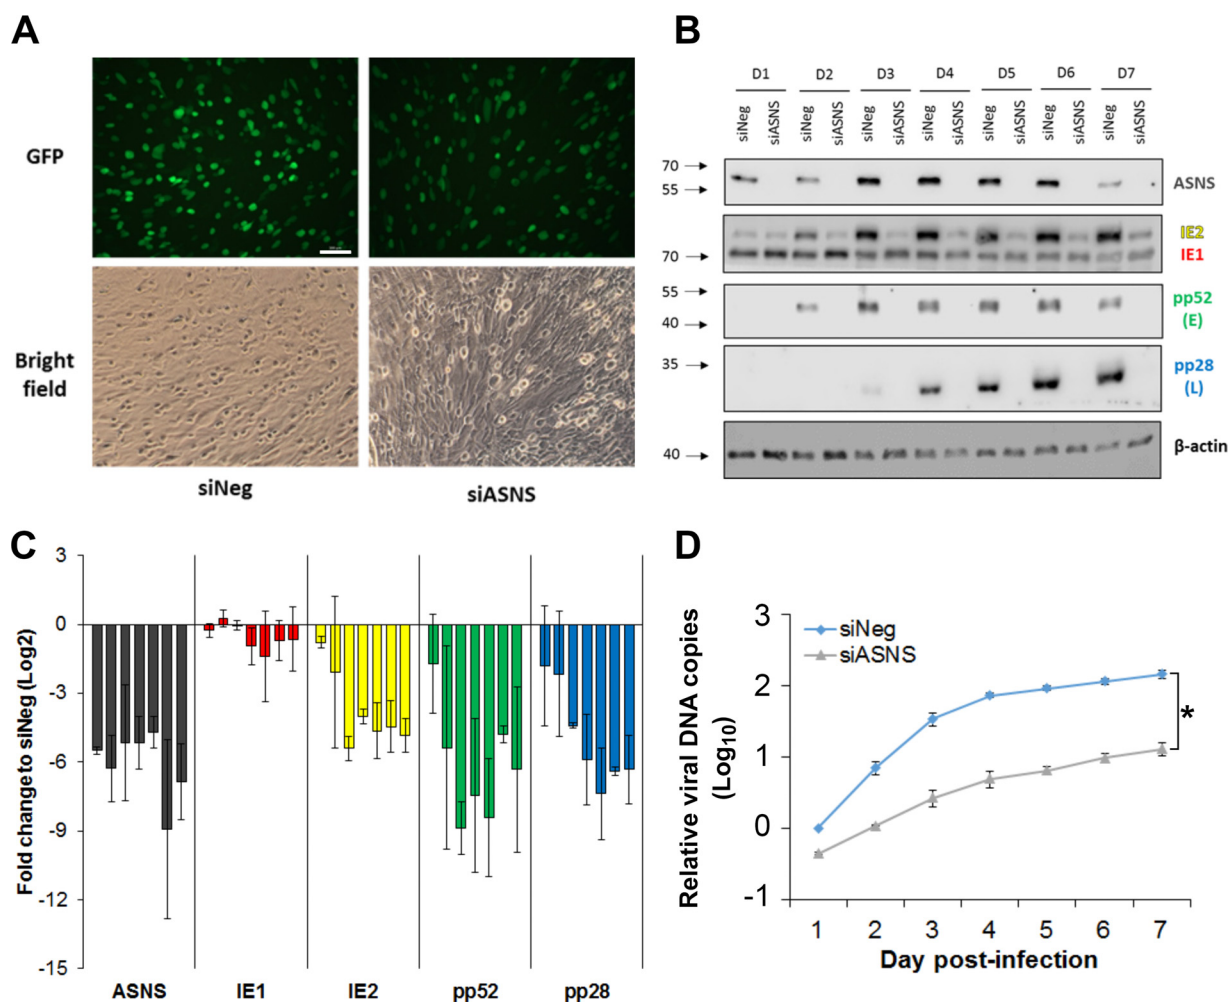 A
GFP
Bright
field
siNeg
siASNS
B
D1 D2 D3 D4 D5 D6 D7
siNeg siASNS siNeg siASNS siNeg siASNS siNeg siASNS siNeg siASNS siNeg siASNS siNeg siASNS
70
55
ASNS
IE2
70
IE1
55
40
pp52
(E)
35
pp28
(L)
40
β-actin
C
Fold change to siNeg (Log2)
3
0
-3
-6
-9
-12
-15
ASNS IE1 IE2 pp52 pp28
D
Relative viral DNA copies
(Log10)
3
2
1
0
-1
siNeg
siASNS
*
1 2 3 4 5 6 7
Day post-infection